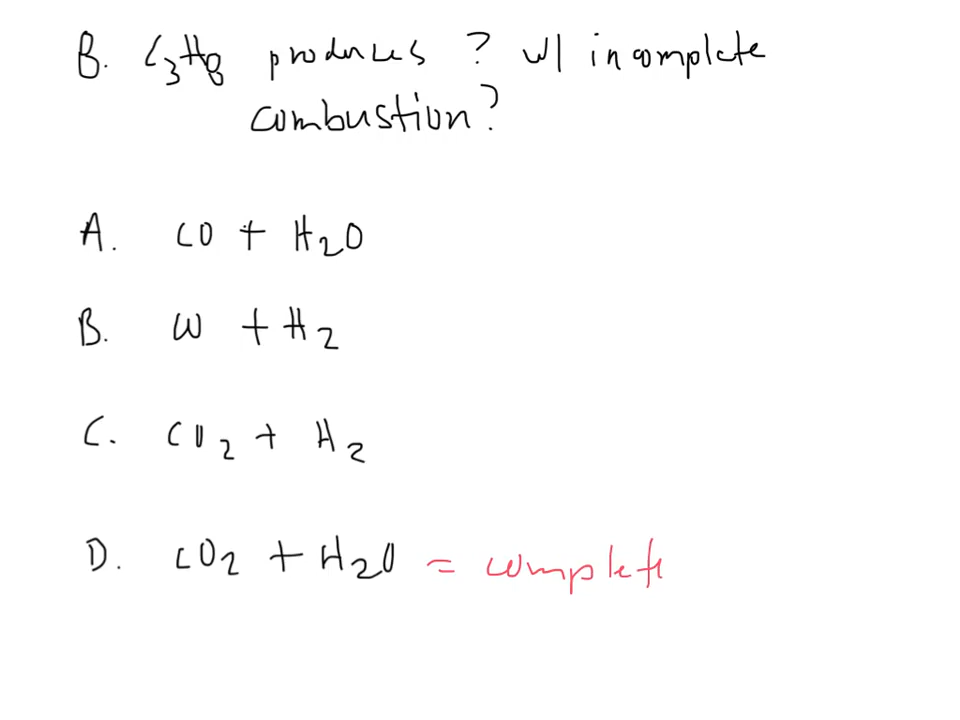 B. C3H8 produces ? w/ incomplete
combustion?
A. CO + H2O
B. CO + H2
C. CO2 + H2
D. CO2 + H2O = complete